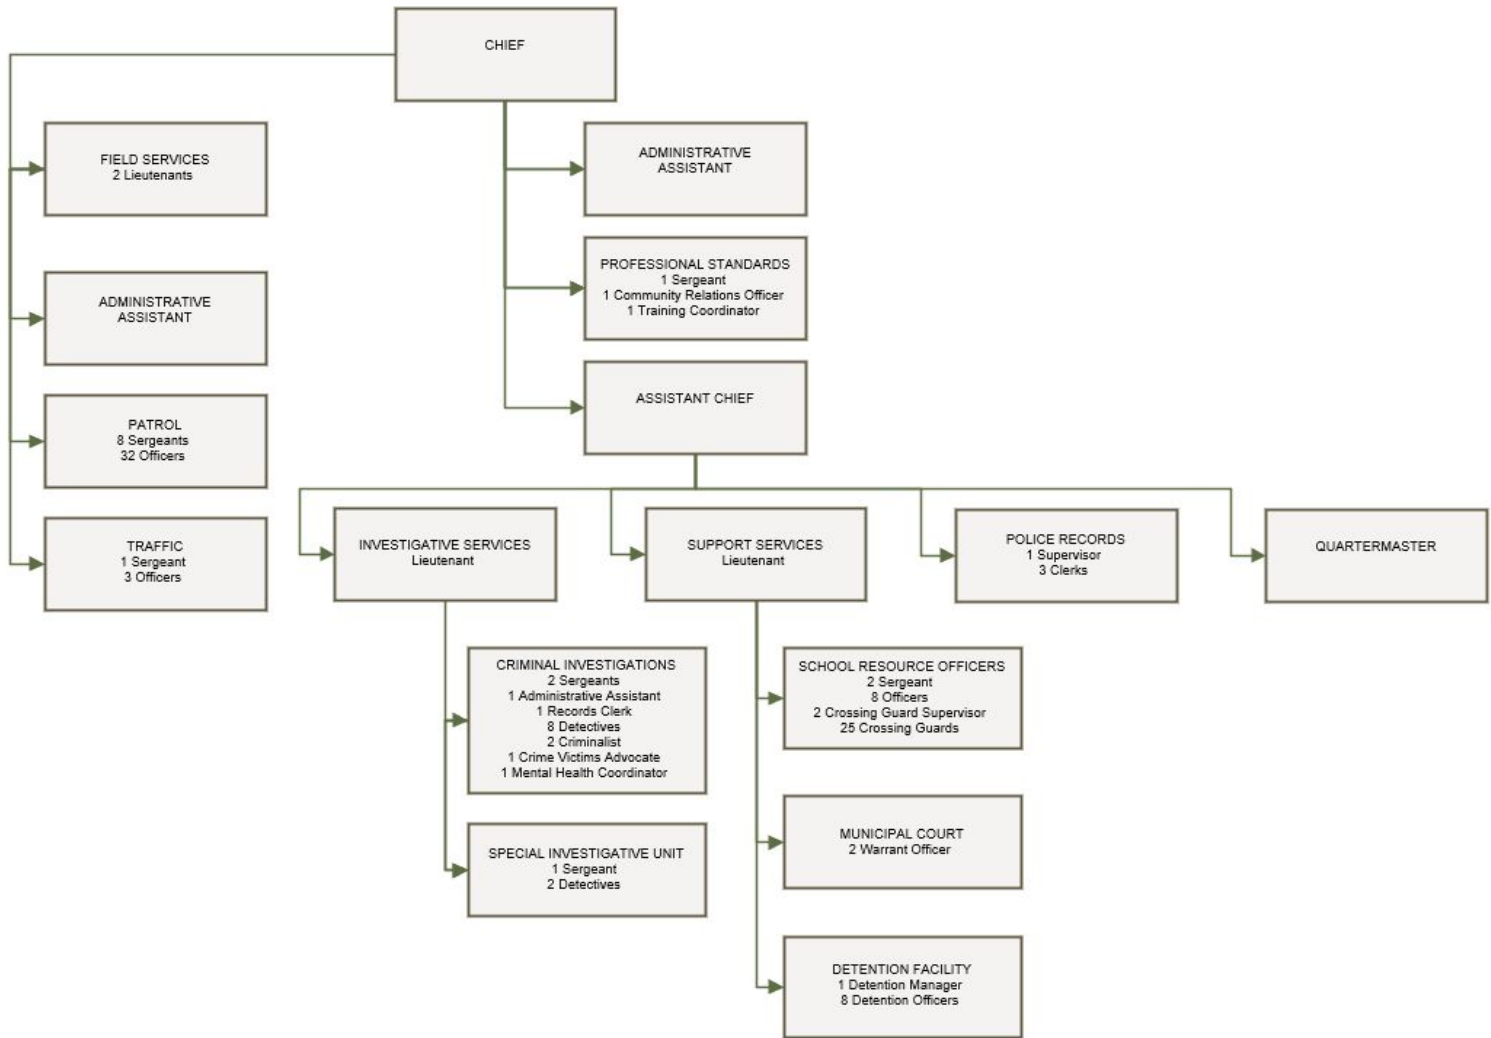 CHIEF
FIELD SERVICES
2 Lieutenants
ADMINISTRATIVE
ASSISTANT
PATROL
8 Sergeants
32 Officers
TRAFFIC
1 Sergeant
3 Officers
ADMINISTRATIVE
ASSISTANT
PROFESSIONAL STANDARDS
1 Sergeant
1 Community Relations Officer
1 Training Coordinator
ASSISTANT CHIEF
INVESTIGATIVE SERVICES
Lieutenant
CRIMINAL INVESTIGATIONS
2 Sergeants
1 Administrative Assistant
1 Records Clerk
8 Detectives
2 Criminalist
1 Crime Victims Advocate
1 Mental Health Coordinator
SPECIAL INVESTIGATIVE UNIT
1 Sergeant
2 Detectives
SUPPORT SERVICES
Lieutenant
SCHOOL RESOURCE OFFICERS
2 Sergeant
8 Officers
2 Crossing Guard Supervisor
25 Crossing Guards
MUNICIPAL COURT
2 Warrant Officer
DETENTION FACILITY
1 Detention Manager
8 Detention Officers
POLICE RECORDS
1 Supervisor
3 Clerks
QUARTERMASTER